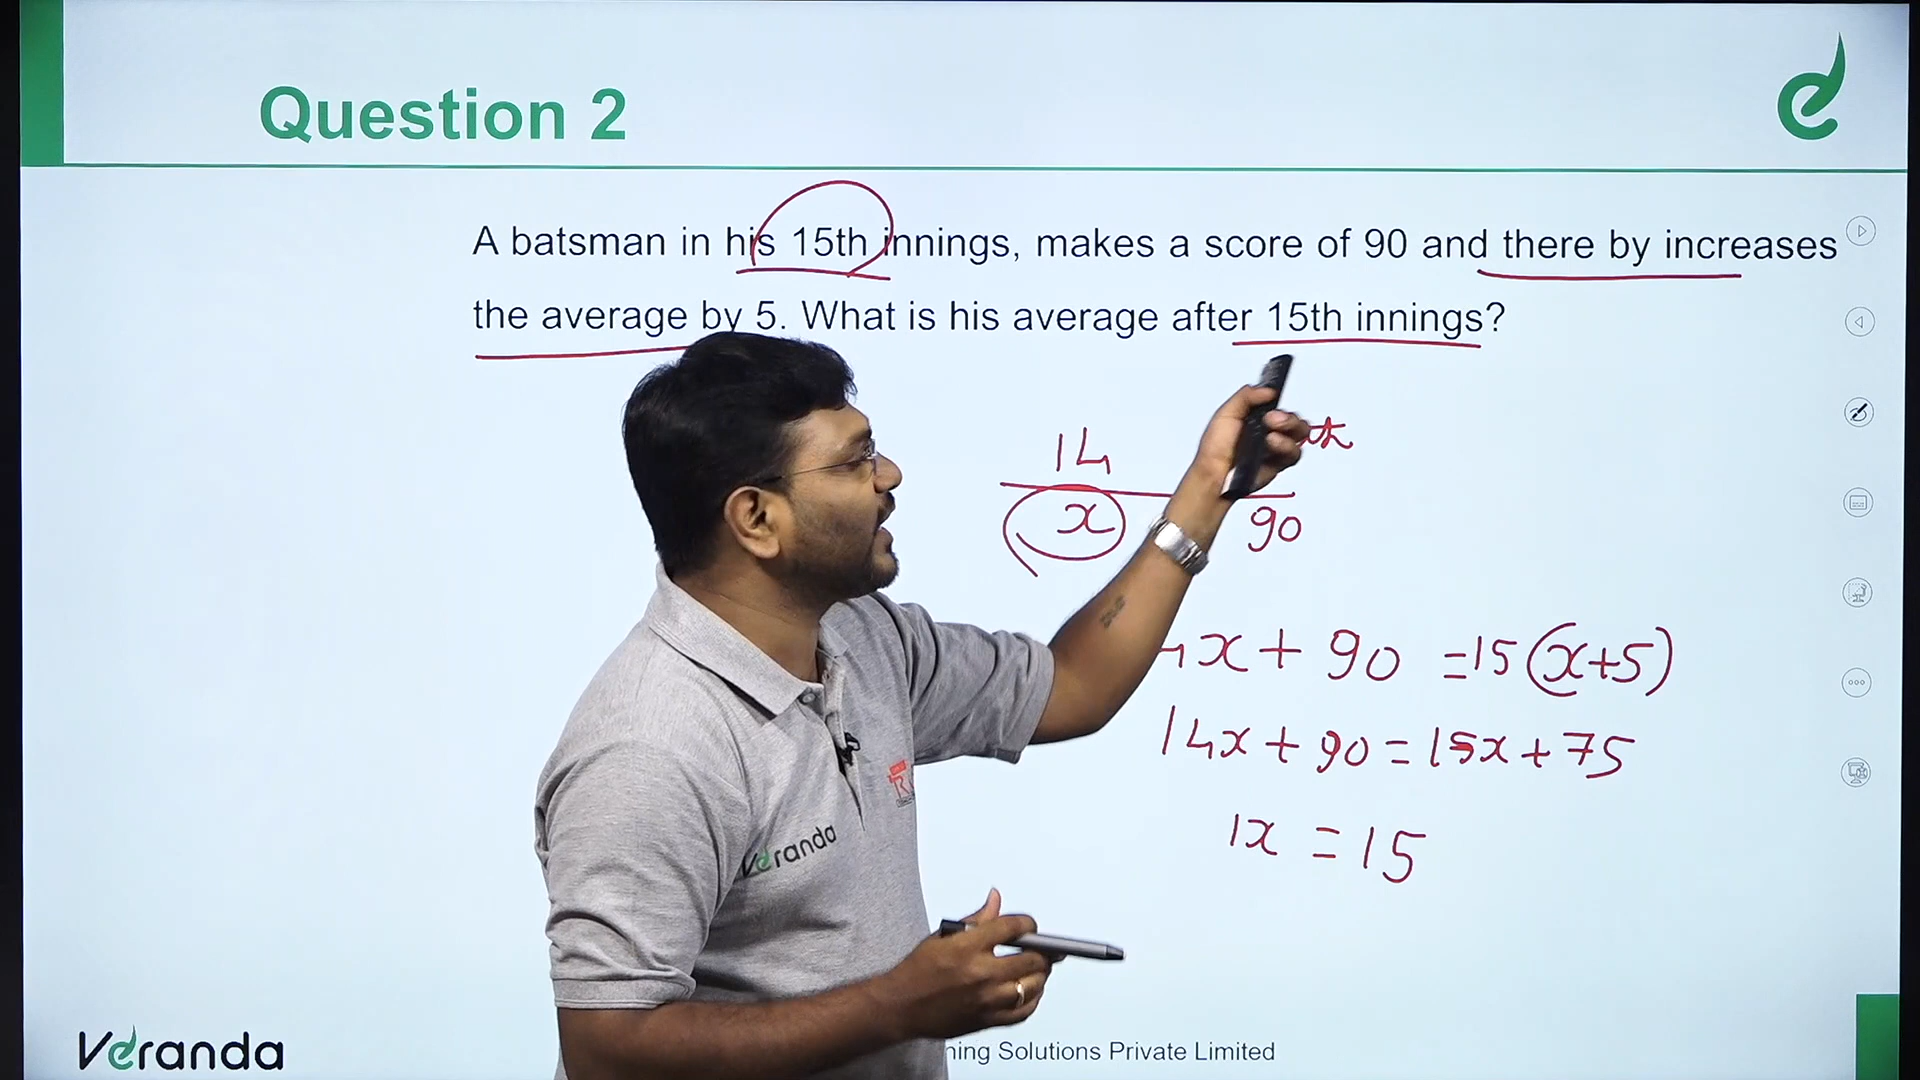 Question 2
A batsman in his 15th innings, makes a score of 90 and there by increases
the average by 5. What is his average after 15th innings?
14 th
x 90
4x + 90 = 15(x+5)
14x + 90 = 15x + 75
1x = 15
Veranda
Veranda
ning Solutions Private Limited